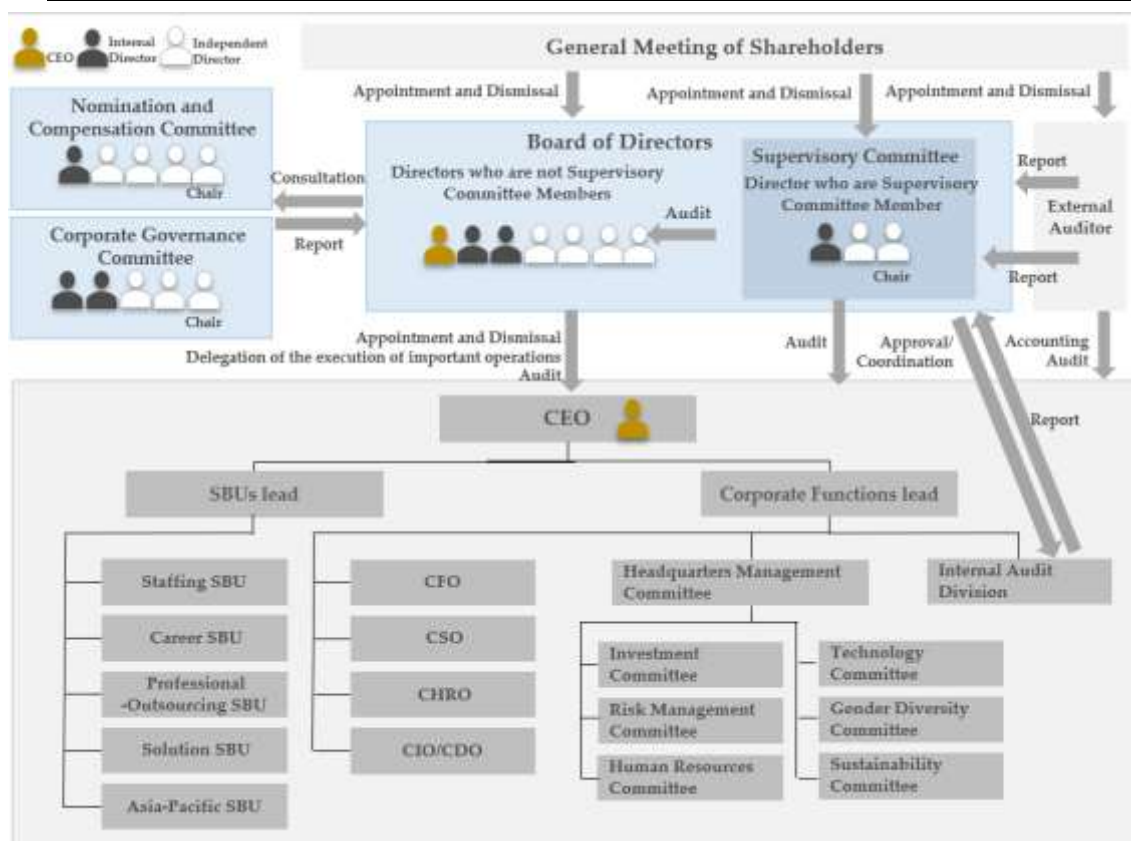 CEO
Internal
Director
Independent
Director
General Meeting of Shareholders
Appointment and Dismissal
Appointment and Dismissal
Appointment and Dismissal
Nomination and
Compensation Committee
Chair
Corporate Governance
Committee
Chair
Consultation
Report
Board of Directors
Directors who are not Supervisory
Committee Members
Audit
Supervisory Committee
Director who are Supervisory
Committee Member
Chair
Report
External
Auditor
Report
Appointment and Dismissal
Delegation of the execution of important operations
Audit
Audit
Approval/
Coordination
Accounting
Audit
Report
CEO
SBUs lead
Corporate Functions lead
Staffing SBU
Career SBU
Professional
-Outsourcing SBU
Solution SBU
Asia-Pacific SBU
CFO
CSO
CHRO
CIO/CDO
Headquarters Management
Committee
Internal Audit
Division
Investment
Committee
Risk Management
Committee
Human Resources
Committee
Technology
Committee
Gender Diversity
Committee
Sustainability
Committee